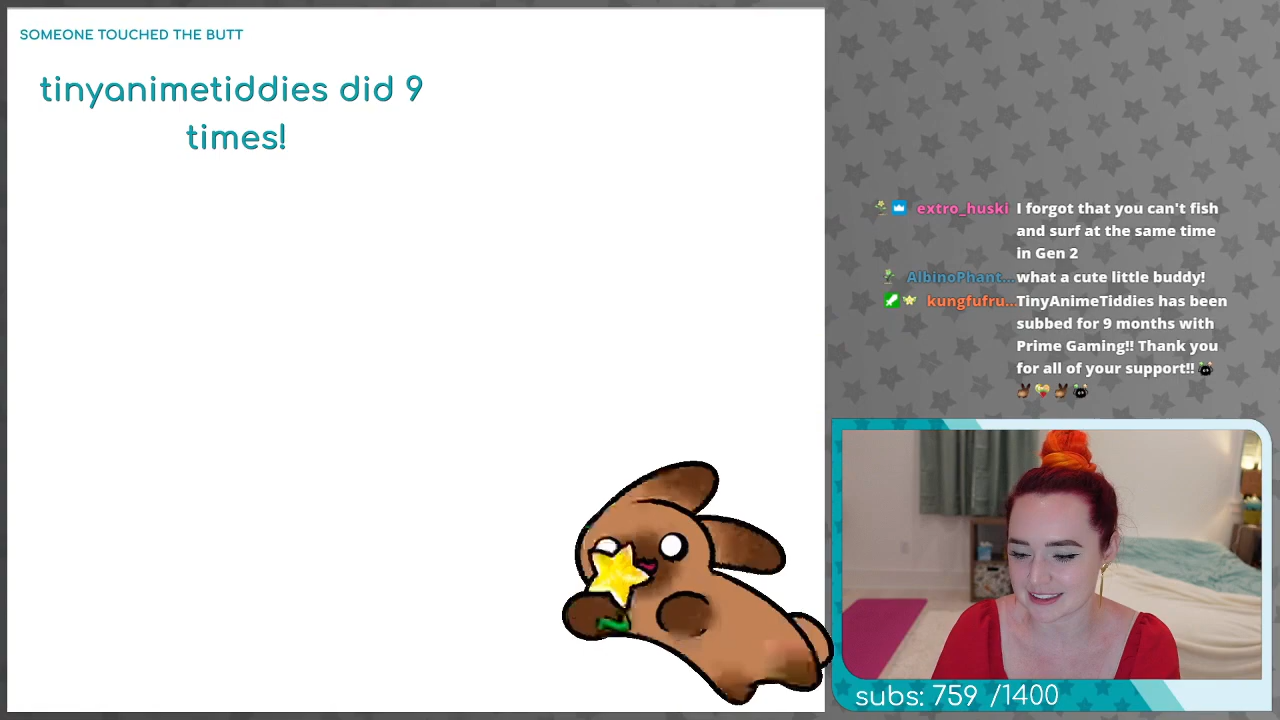 SOMEONE TOUCHED THE BUTT
tinyanimetiddies did 9
times!
extro_huski I forgot that you can't fish
and surf at the same time
in Gen 2
AlbinoPhant... what a cute little buddy!
kungfufru... TinyAnimeTiddies has been
subbed for 9 months with
Prime Gaming!! Thank you
for all of your support!!
subs: 759 /1400